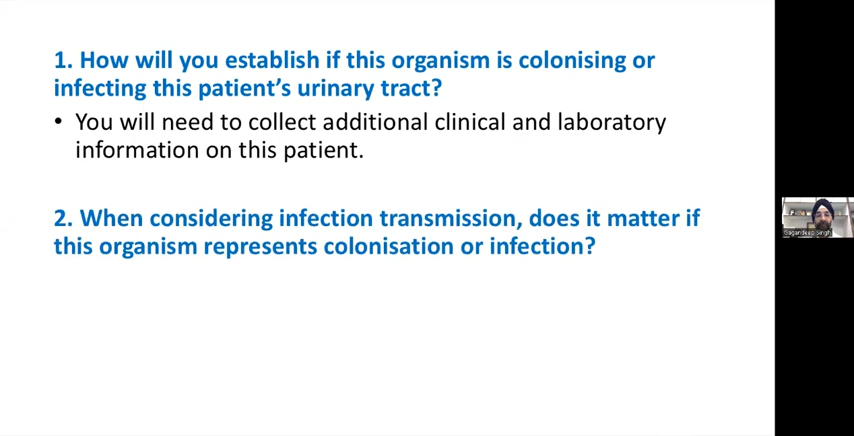 1. How will you establish if this organism is colonising or
infecting this patient's urinary tract?
• You will need to collect additional clinical and laboratory
information on this patient.
2. When considering infection transmission, does it matter if
this organism represents colonisation or infection?
Gagandeep Singh